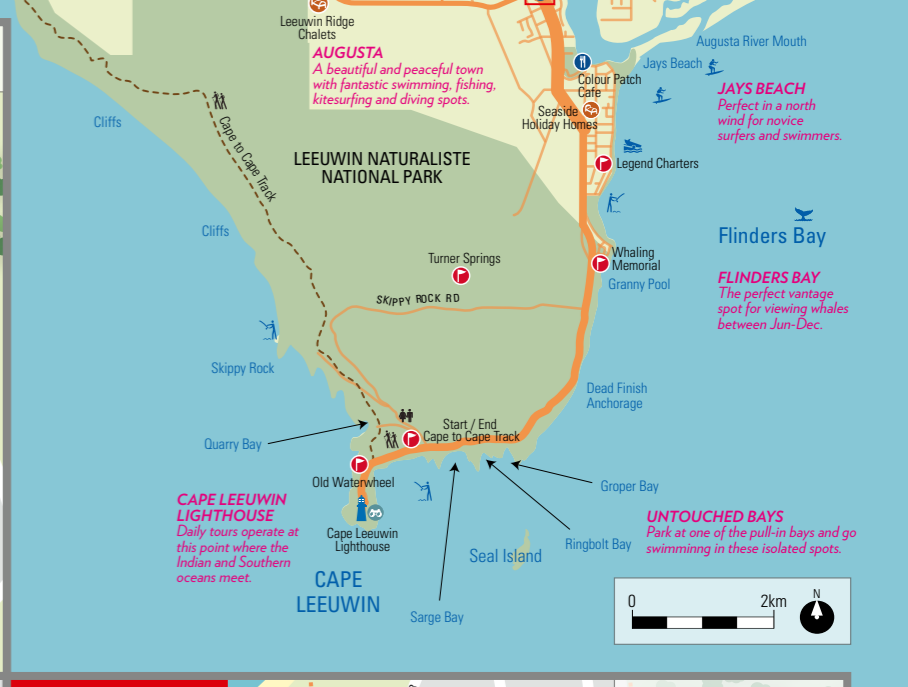 Leeuwin Ridge
Chalets
AUGUSTA
A beautiful and peaceful town
with fantastic swimming, fishing,
kitesurfing and diving spots.
Augusta River Mouth
Jays Beach
Colour Patch
Cafe
JAYS BEACH
Perfect in a north
wind for novice
surfers and swimmers.
Seaside
Holiday Homes
Cliffs
Cape to Cape Track
LEEUWIN NATURALISTE
NATIONAL PARK
Legend Charters
Cliffs
Flinders Bay
Whaling
Memorial
Granny Pool
Turner Springs
FLINDERS BAY
The perfect vantage
spot for viewing whales
between Jun-Dec.
SKIPPY ROCK RD
Skippy Rock
Dead Finish
Anchorage
Start / End
Cape to Cape Track
Quarry Bay
Old Waterwheel
Groper Bay
CAPE LEEUWIN
LIGHTHOUSE
Daily tours operate at
this point where the
Indian and Southern
oceans meet.
Cape Leeuwin
Lighthouse
UNTOUCHED BAYS
Park at one of the pull-in bays and go
swimminng in these isolated spots.
Ringbolt Bay
Seal Island
CAPE
LEEUWIN
Sarge Bay
0 2km N